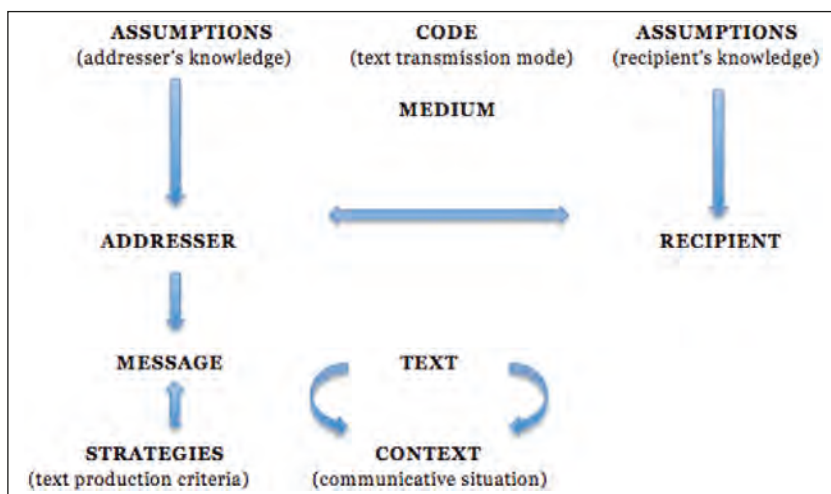 ASSUMPTIONS
(addresser's knowledge)
CODE
(text transmission mode)
ASSUMPTIONS
(recipient's knowledge)
MEDIUM
ADDRESSER
RECIPIENT
MESSAGE
TEXT
STRATEGIES
(text production criteria)
CONTEXT
(communicative situation)